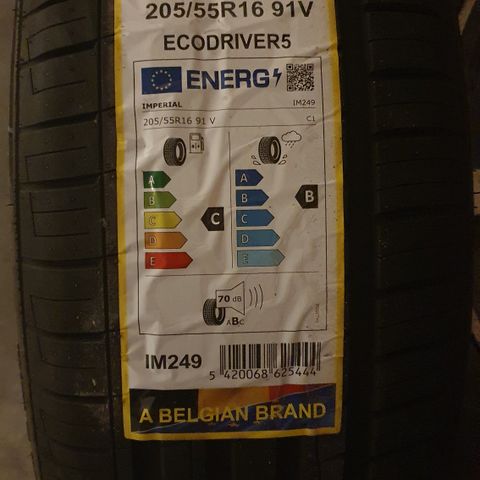 205/55R16 91V
ECODRIVER5
ENERG
IMPERIAL IM249
205/55R16 91 V C1
A A
B B B
C C C
D D
E E
70 dB
ABC
IM249
5 420068 625444
A BELGIAN BRAND